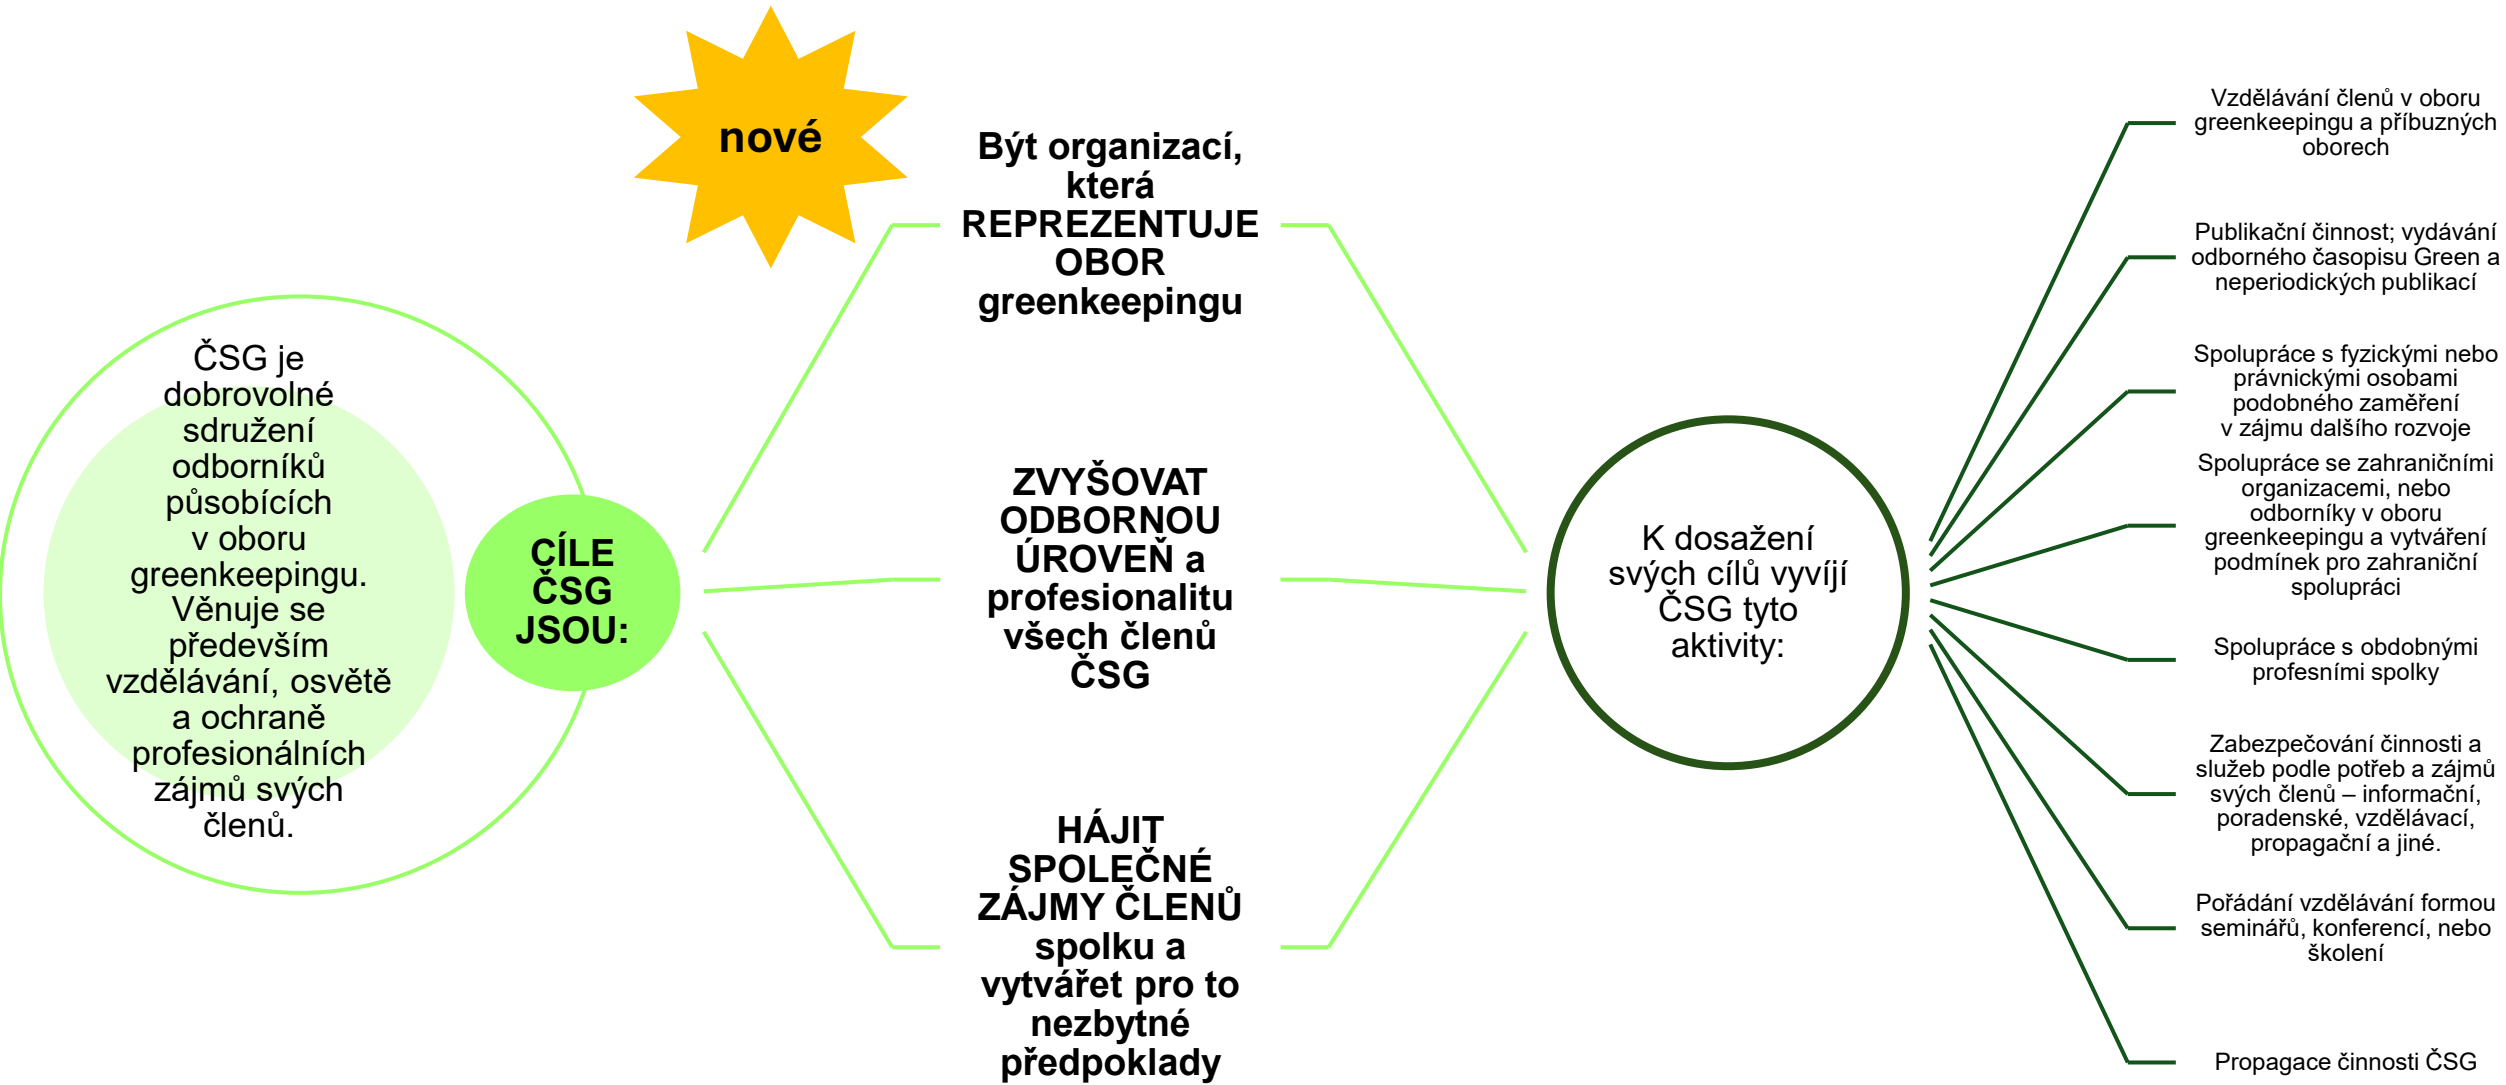 nové
ČSG je
dobrovolné
sdružení
odborníků
působících
v oboru
greenkeepingu.
Věnuje se
především
vzdělávání, osvětě
a ochraně
profesionálních
zájmů svých
členů.
CÍLE
ČSG
JSOU:
Být organizací,
která
REPREZENTUJE
OBOR
greenkeepingu
ZVYŠOVAT
ODBORNOU
ÚROVEŇ a
profesionalitu
všech členů
ČSG
HÁJIT
SPOLEČNÉ
ZÁJMY ČLENŮ
spolku a
vytvářet pro to
nezbytné
předpoklady
K dosažení
svých cílů vyvíjí
ČSG tyto
aktivity:
Vzdělávání členů v oboru
greenkeepingu a příbuzných
oborech
Publikační činnost; vydávání
odborného časopisu Green a
neperiodických publikací
Spolupráce s fyzickými nebo
právnickými osobami
podobného zaměření
v zájmu dalšího rozvoje
Spolupráce se zahraničními
organizacemi, nebo
odborníky v oboru
greenkeepingu a vytváření
podmínek pro zahraniční
spolupráci
Spolupráce s obdobnými
profesními spolky
Zabezpečování činnosti a
služeb podle potřeb a zájmů
svých členů – informační,
poradenské, vzdělávací,
propagační a jiné.
Pořádání vzdělávání formou
seminářů, konferencí, nebo
školení
Propagace činnosti ČSG